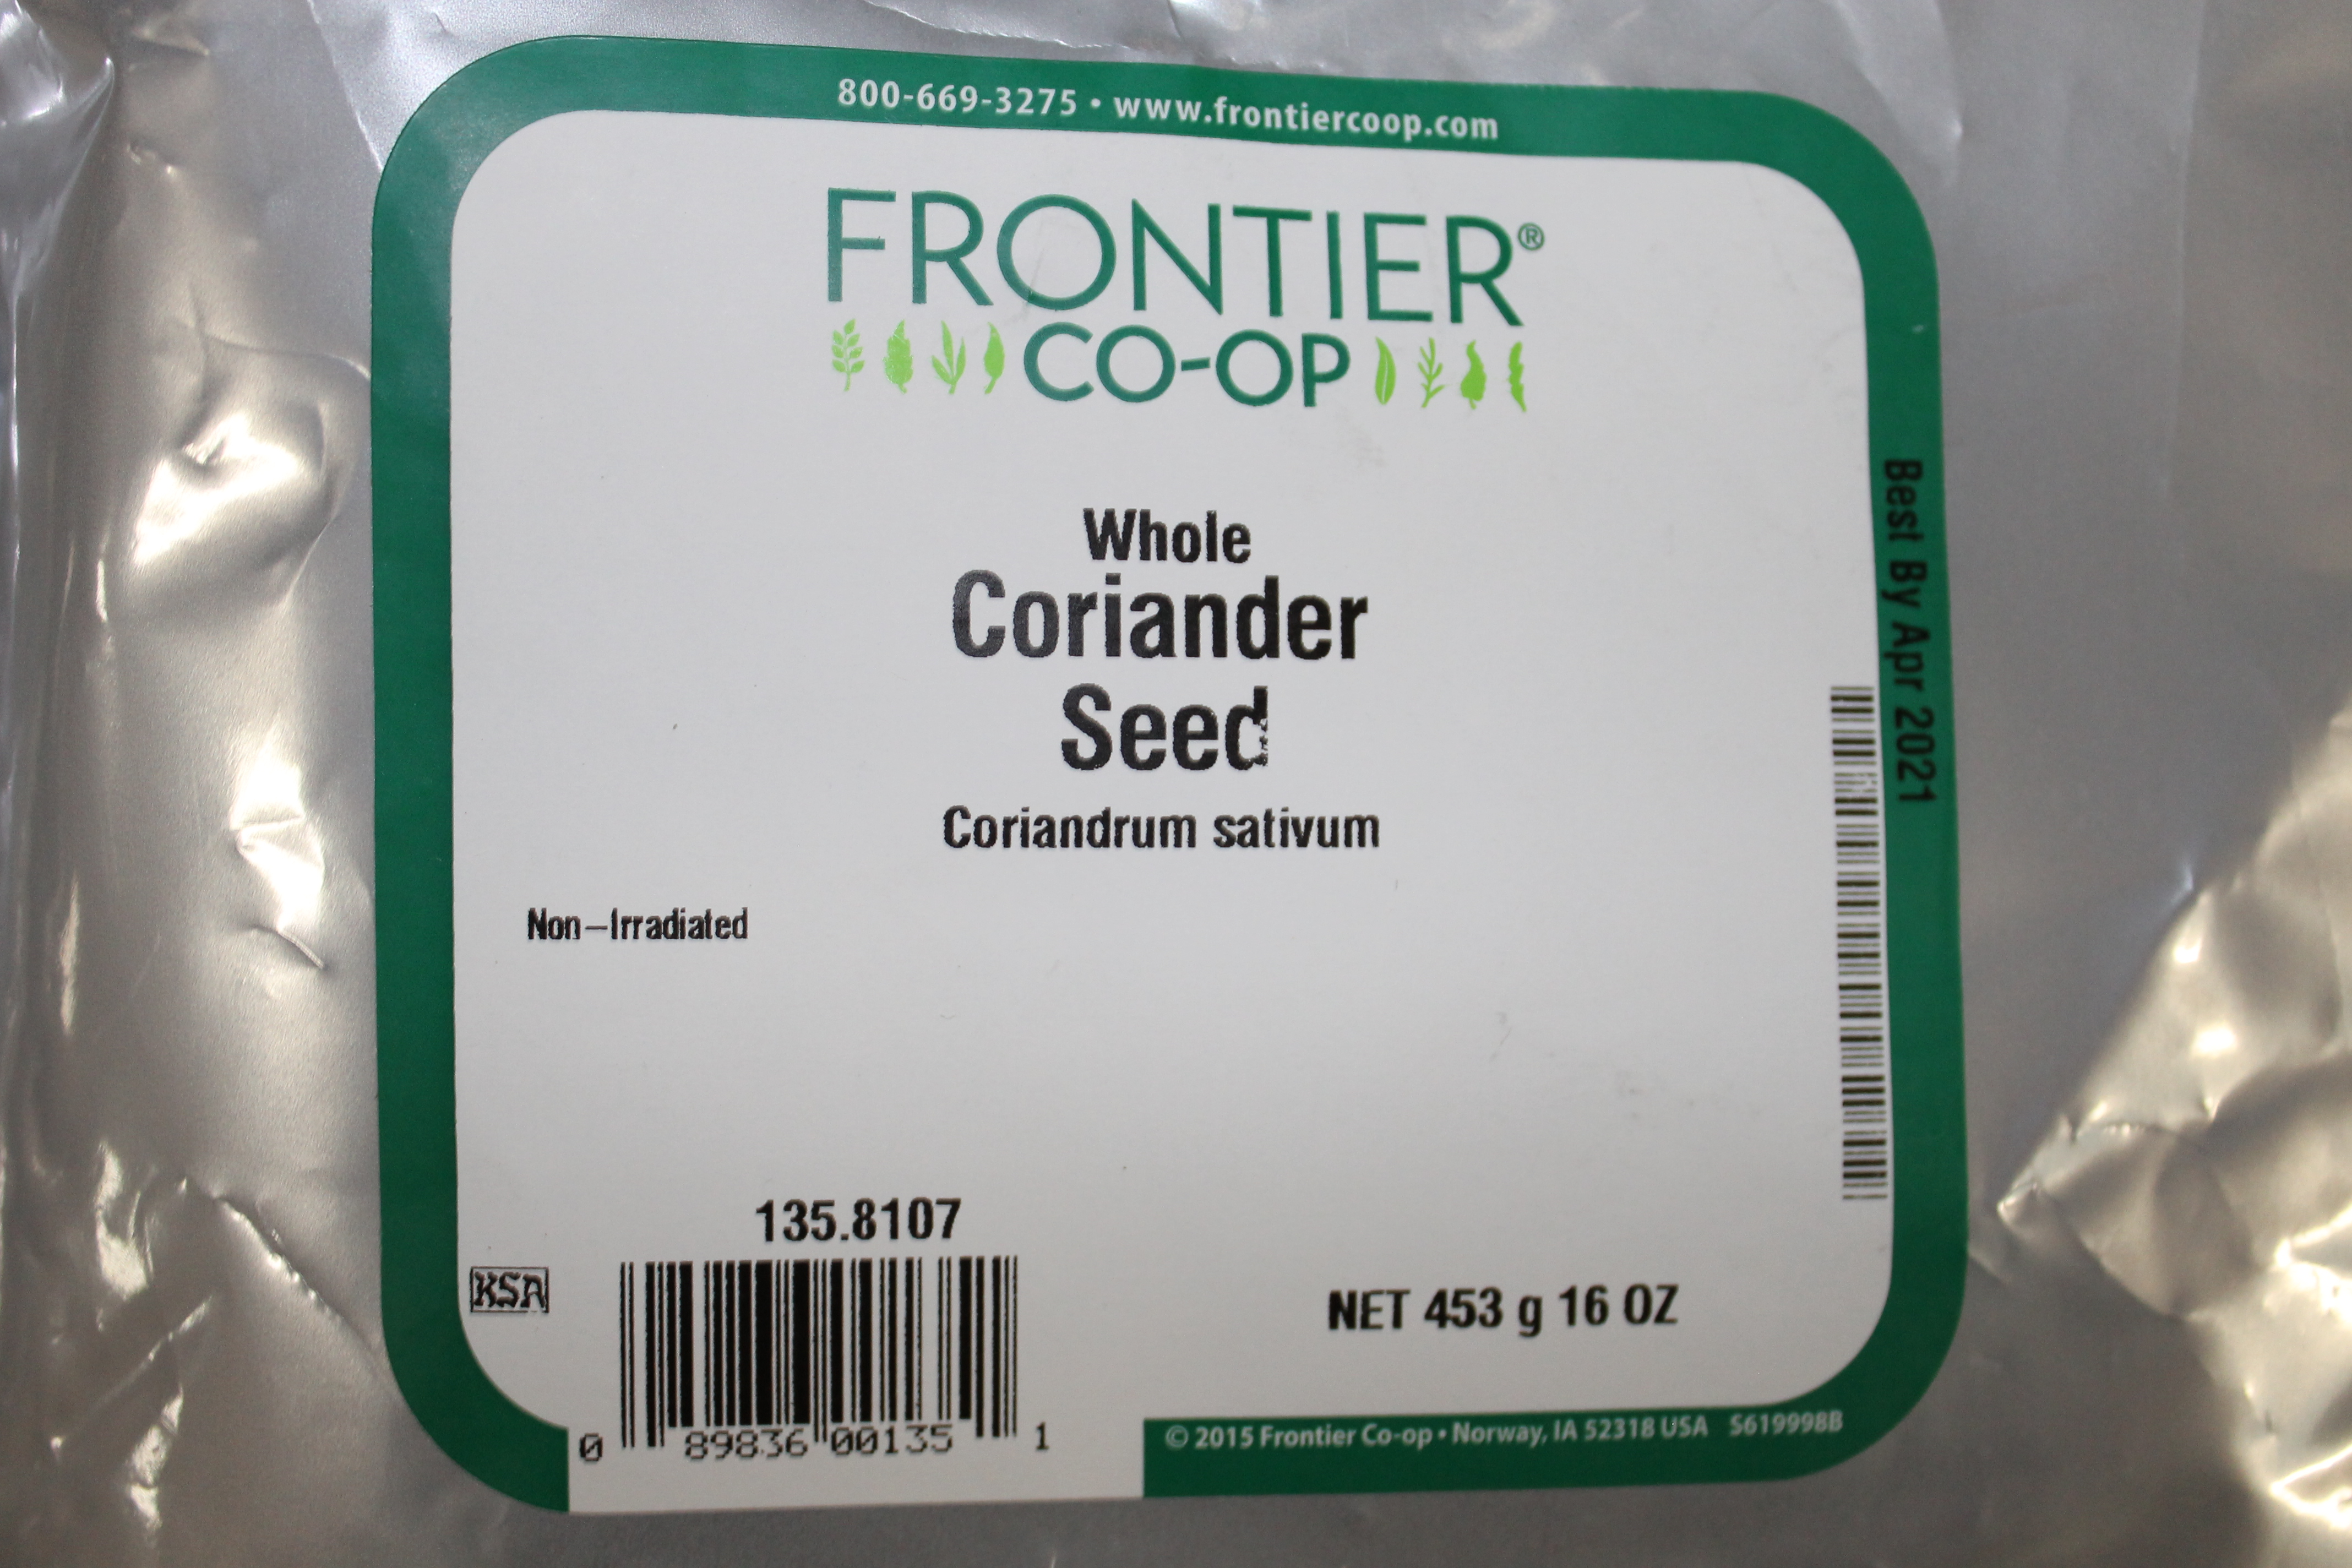 800-669-3275 • www.frontiercoop.com
FRONTIER®
CO-OP
Whole
Coriander
Seed
Coriandrum sativum
Non-Irradiated
Best By Apr 2021
135.8107
KSA
0 89836 00135 1
NET 453 g 16 OZ
© 2015 Frontier Co-op • Norway, IA 52318 USA S619998B